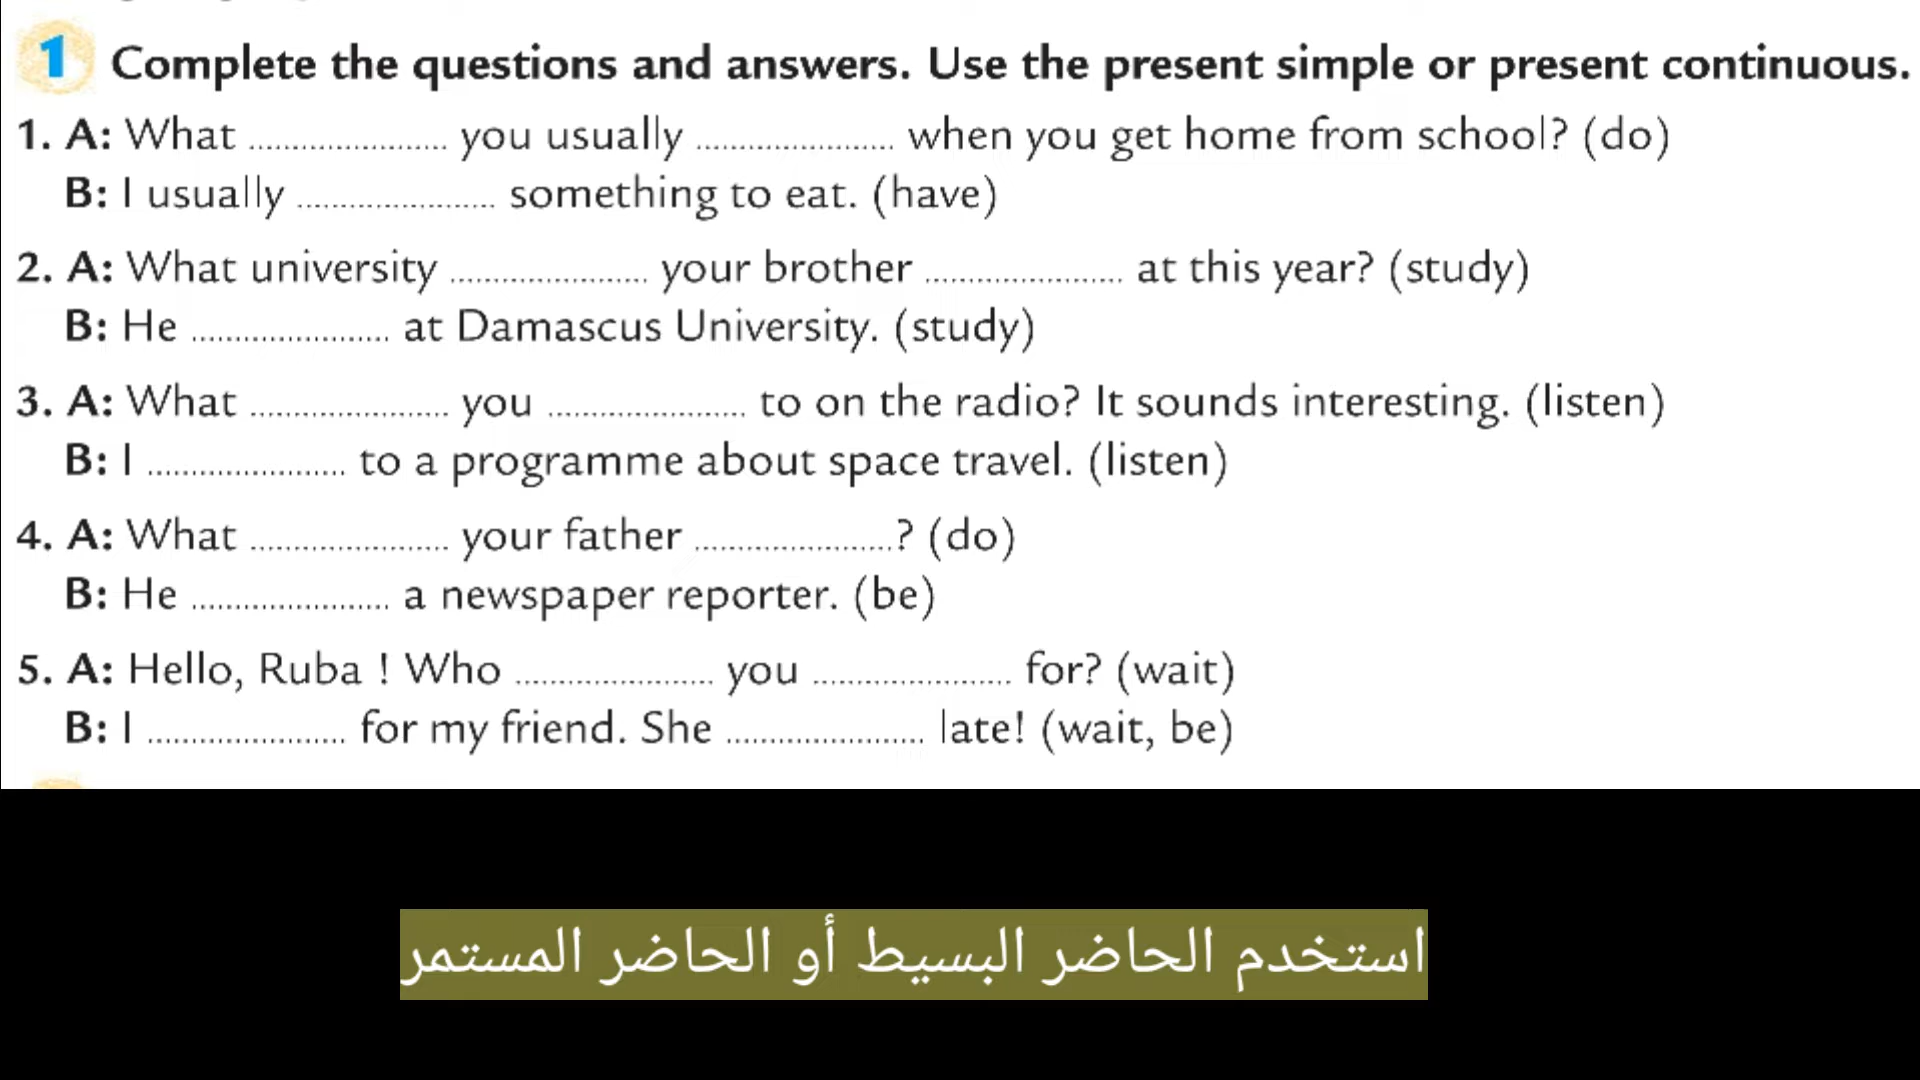 1 Complete the questions and answers. Use the present simple or present continuous.
1. A: What ...................... you usually ...................... when you get home from school? (do)
B: I usually ...................... something to eat. (have)
2. A: What university ...................... your brother ...................... at this year? (study)
B: He ...................... at Damascus University. (study)
3. A: What ...................... you ...................... to on the radio? It sounds interesting. (listen)
B: I ...................... to a programme about space travel. (listen)
4. A: What ...................... your father ......................? (do)
B: He ...................... a newspaper reporter. (be)
5. A: Hello, Ruba ! Who ...................... you ...................... for? (wait)
B: I ...................... for my friend. She ...................... late! (wait, be)
استخدم الحاضر البسيط أو الحاضر المستمر